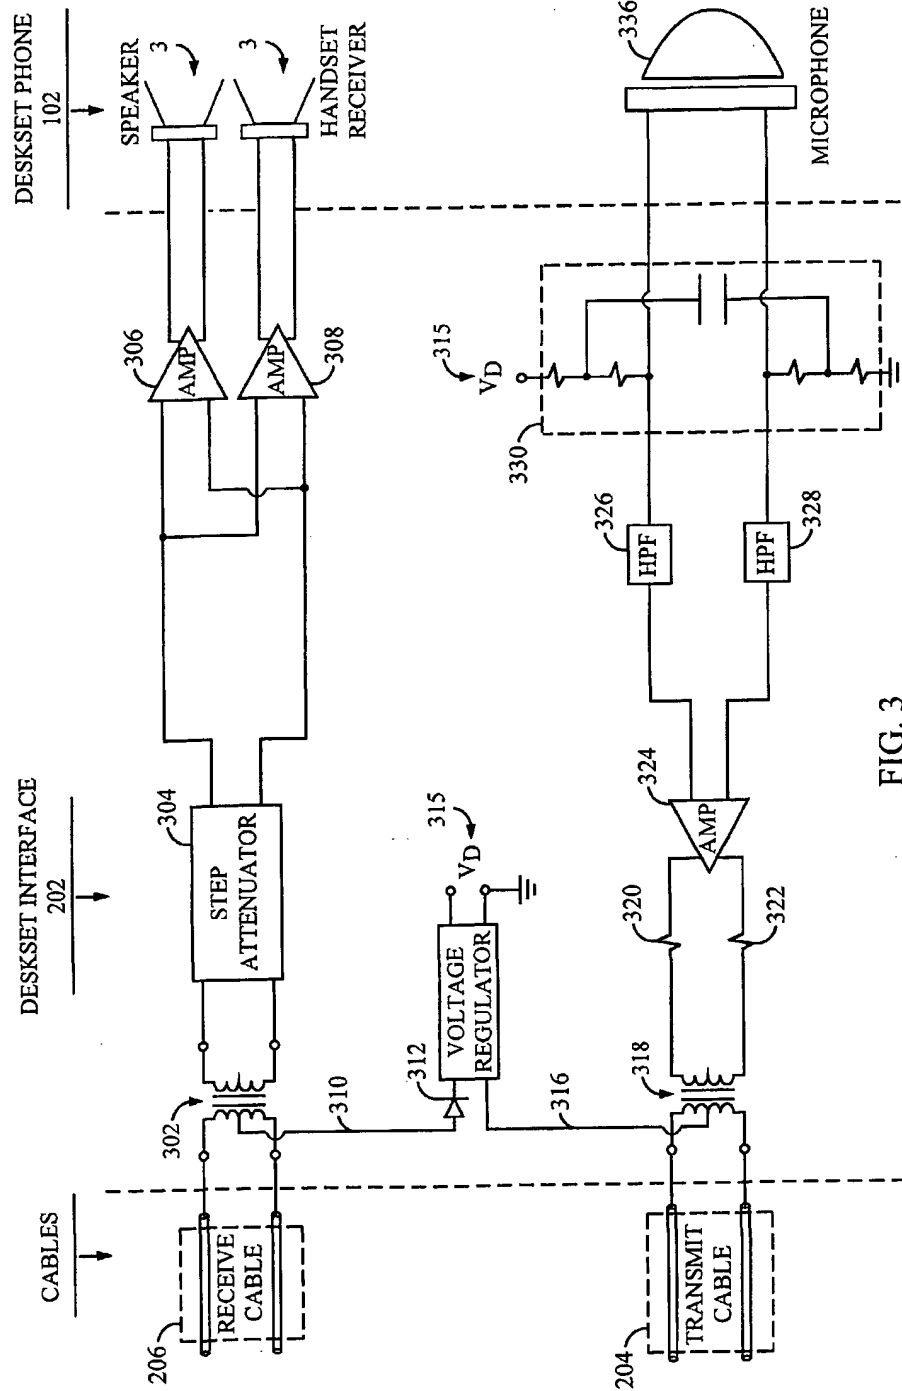 CABLES
DESKSET INTERFACE
202
DESKSET PHONE
102
206
RECEIVE
CABLE
302
304
STEP
ATTENUATOR
306
AMP
SPEAKER
3
308
AMP
3
HANDSET
RECEIVER
310
312
VOLTAGE
REGULATOR
315
VD
316
315
VD
330
204
TRANSMIT
CABLE
318
320
322
324
AMP
326
HPF
HPF
328
336
MICROPHONE
FIG. 3